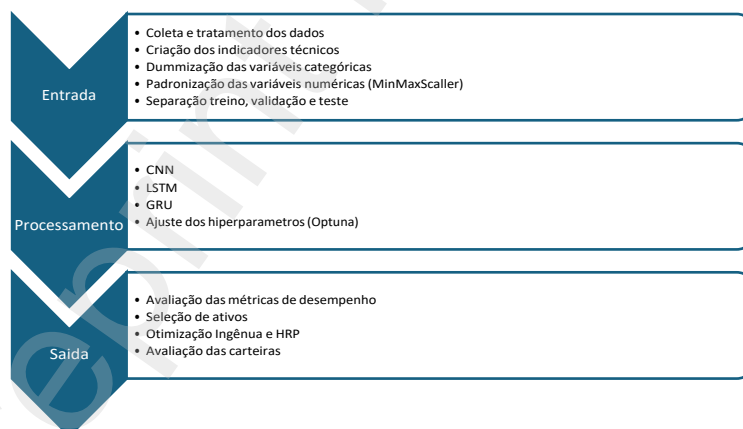 Entrada
• Coleta e tratamento dos dados
• Criação dos indicadores técnicos
• Dummização das variáveis categóricas
• Padronização das variáveis numéricas (MinMaxScaller)
• Separação treino, validação e teste
Processamento
• CNN
• LSTM
• GRU
• Ajuste dos hiperparametros (Optuna)
Saida
• Avaliação das métricas de desempenho
• Seleção de ativos
• Otimização Ingênua e HRP
• Avaliação das carteiras